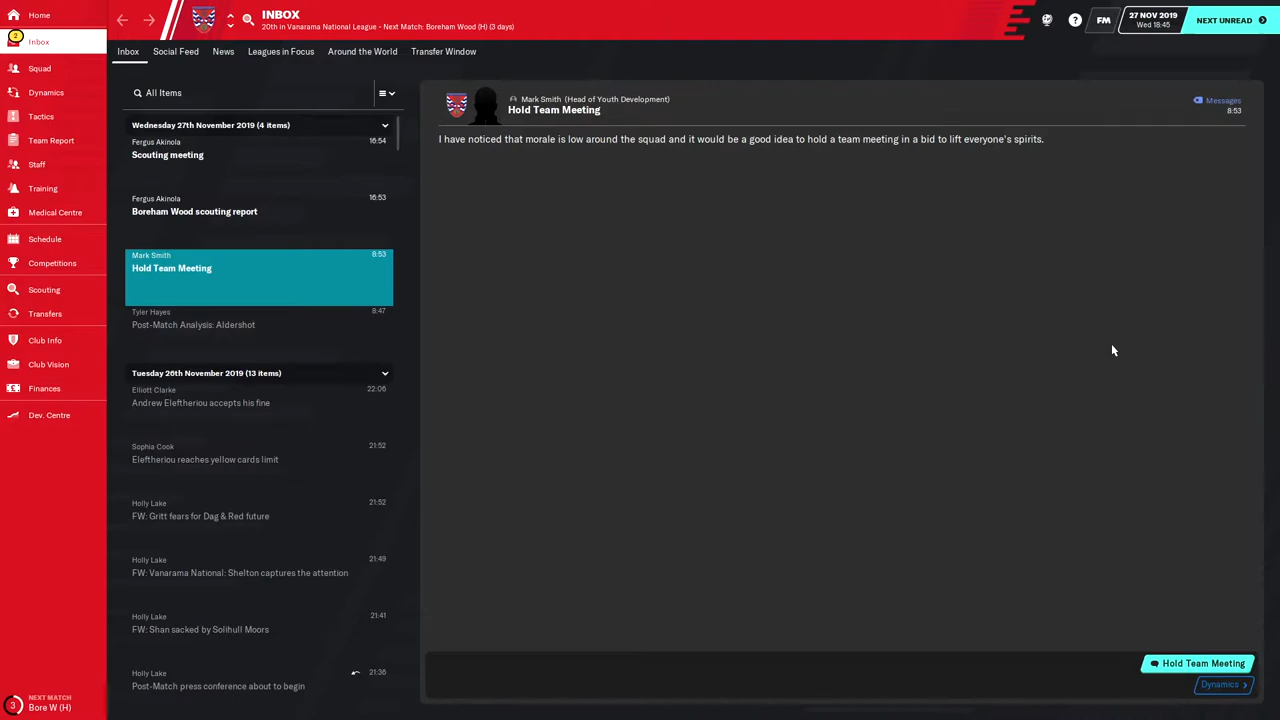 Home
2
Inbox
Squad
Dynamics
Tactics
Team Report
Staff
Training
Medical Centre
Schedule
Competitions
Scouting
Transfers
Club Info
Club Vision
Finances
Dev. Centre
3
NEXT MATCH
Bore W (H)
INBOX
20th in Vanarama National League - Next Match: Boreham Wood (H) (3 days)
?
FM
27 NOV 2019
Wed 18:45
NEXT UNREAD
Inbox
Social Feed
News
Leagues in Focus
Around the World
Transfer Window
All Items
Wednesday 27th November 2019 (4 items)
Fergus Akinola 16:54
Scouting meeting
Fergus Akinola 16:53
Boreham Wood scouting report
Mark Smith 8:53
Hold Team Meeting
Tyler Hayes 8:47
Post-Match Analysis: Aldershot
Tuesday 26th November 2019 (13 items)
Elliott Clarke 22:06
Andrew Eleftheriou accepts his fine
Sophia Cook 21:52
Eleftheriou reaches yellow cards limit
Holly Lake 21:52
FW: Gritt fears for Dag & Red future
Holly Lake 21:49
FW: Vanarama National: Shelton captures the attention
Holly Lake 21:41
FW: Shan sacked by Solihull Moors
Holly Lake 21:36
Post-Match press conference about to begin
Mark Smith (Head of Youth Development)
Hold Team Meeting
Messages
8:53
I have noticed that morale is low around the squad and it would be a good idea to hold a team meeting in a bid to lift everyone's spirits.
Hold Team Meeting
Dynamics